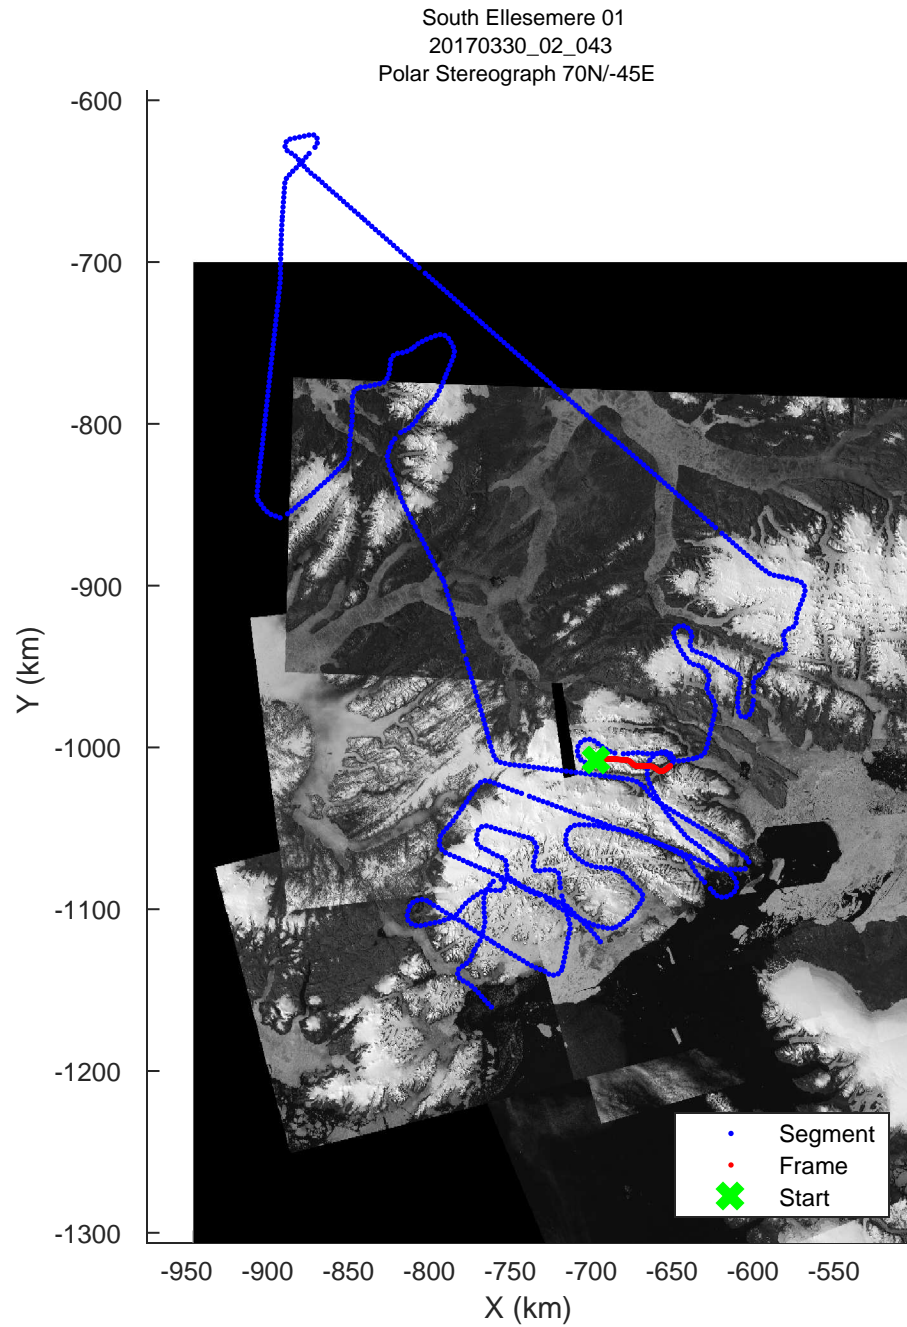 South Ellesemere 01
20170330_02_043
Polar Stereograph 70N/-45E
-600
-700
-800
-900
-1000
-1100
-1200
-1300
Y (km)
Segment
Frame
Start
-950 -900 -850 -800 -750 -700 -650 -600 -550
X (km)